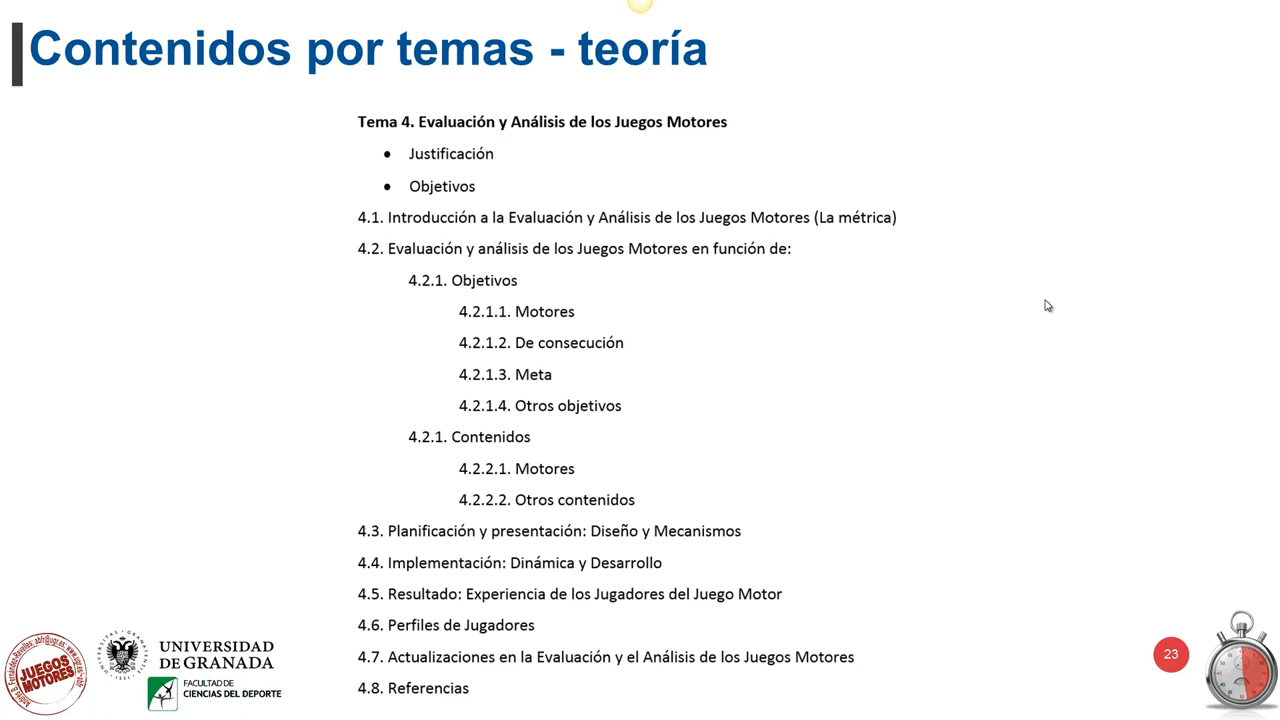 Contenidos por temas - teoría
Tema 4. Evaluación y Análisis de los Juegos Motores
• Justificación
• Objetivos
4.1. Introducción a la Evaluación y Análisis de los Juegos Motores (La métrica)
4.2. Evaluación y análisis de los Juegos Motores en función de:
4.2.1. Objetivos
4.2.1.1. Motores
4.2.1.2. De consecución
4.2.1.3. Meta
4.2.1.4. Otros objetivos
4.2.1. Contenidos
4.2.2.1. Motores
4.2.2.2. Otros contenidos
4.3. Planificación y presentación: Diseño y Mecanismos
4.4. Implementación: Dinámica y Desarrollo
4.5. Resultado: Experiencia de los Jugadores del Juego Motor
4.6. Perfiles de Jugadores
4.7. Actualizaciones en la Evaluación y el Análisis de los Juegos Motores
4.8. Referencias
JUEGOS
MOTORES
UNIVERSIDAD
DE GRANADA
FACULTAD DE
CIENCIAS DEL DEPORTE
23